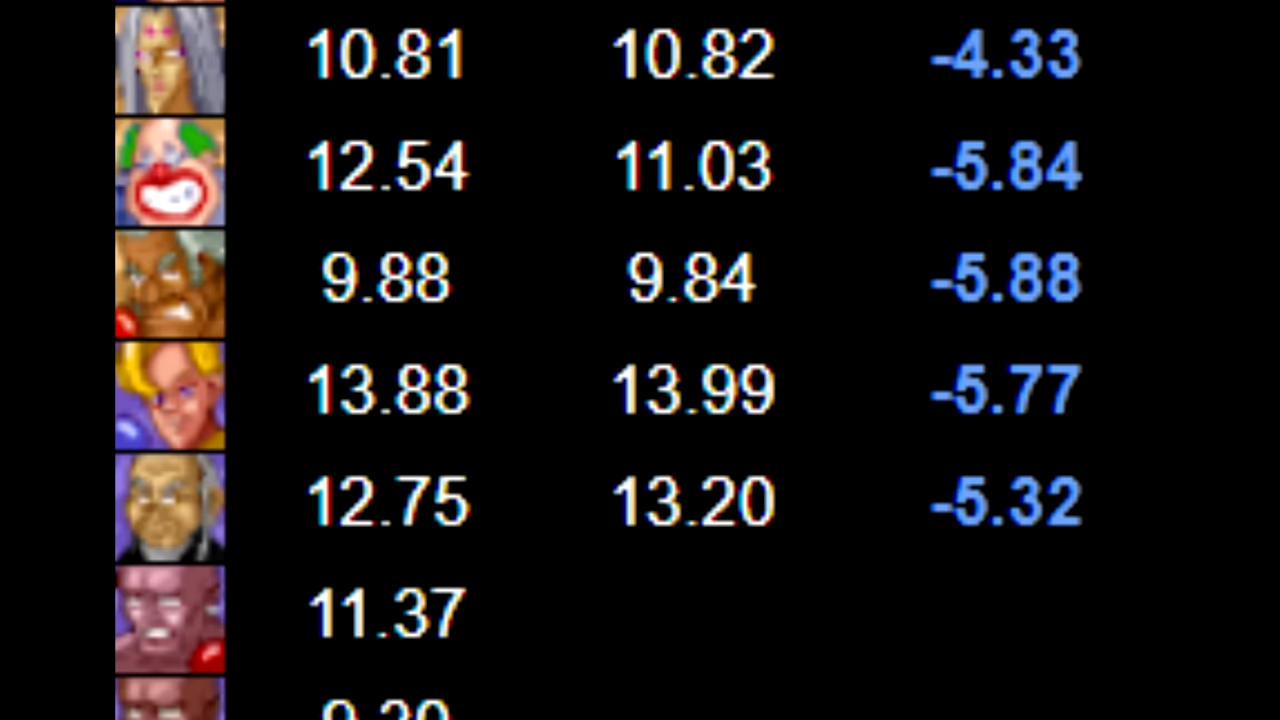 10.81 10.82 -4.33
12.54 11.03 -5.84
9.88 9.84 -5.88
13.88 13.99 -5.77
12.75 13.20 -5.32
11.37